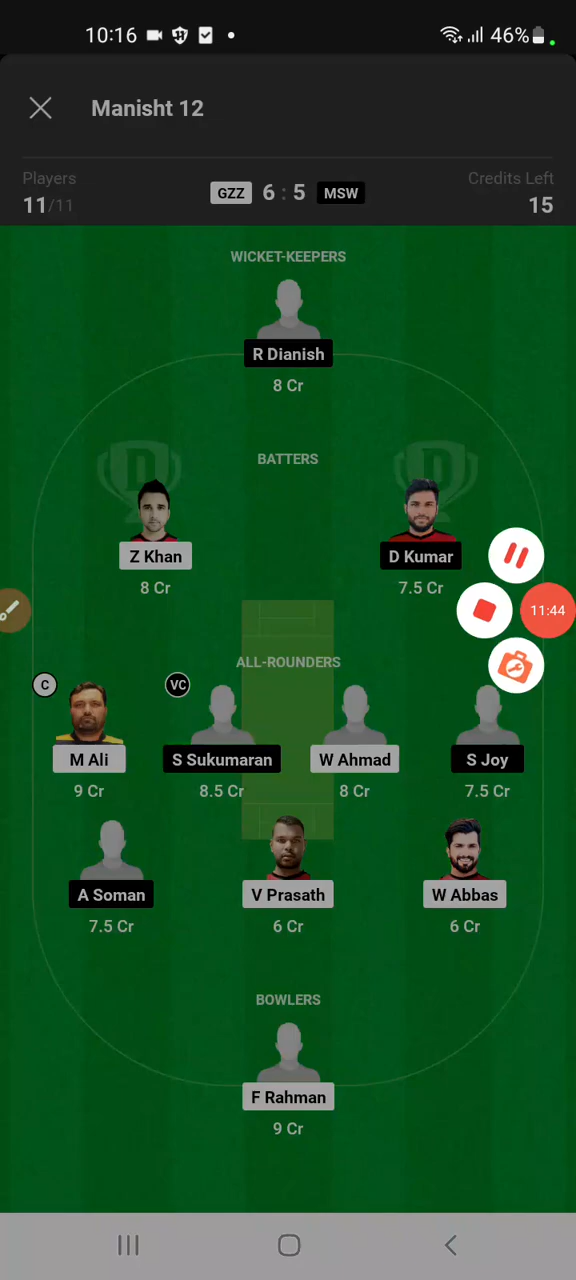 10:16 46%
Manisht 12
Players Credits Left
11/11 GZZ 6 : 5 MSW 15
WICKET-KEEPERS
R Dianish
8 Cr
BATTERS
Z Khan D Kumar
8 Cr 7.5 Cr
11:44
ALL-ROUNDERS
C VC
M Ali S Sukumaran W Ahmad S Joy
9 Cr 8.5 Cr 8 Cr 7.5 Cr
A Soman V Prasath W Abbas
7.5 Cr 6 Cr 6 Cr
BOWLERS
F Rahman
9 Cr